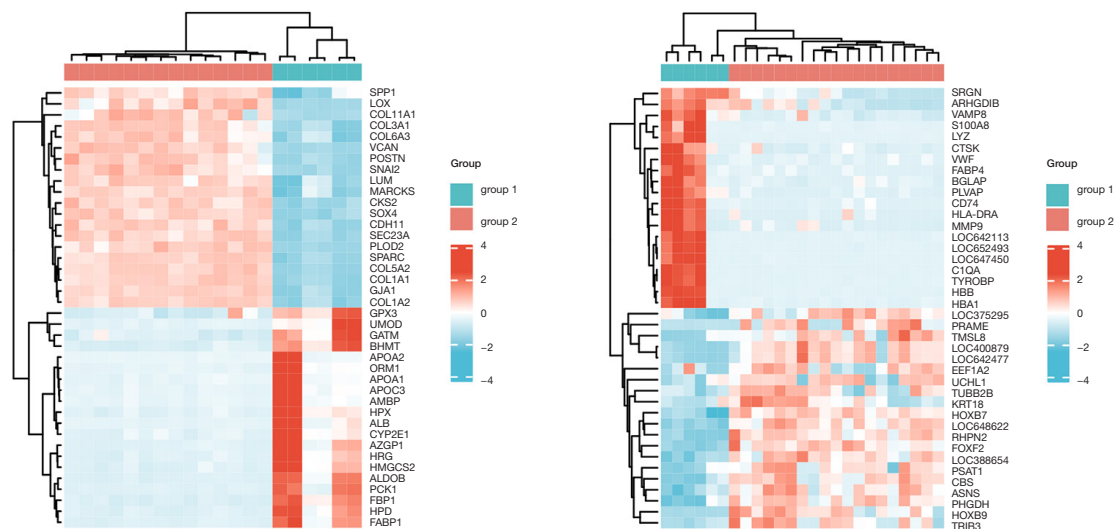 SPP1
LOX
COL11A1
COL3A1
COL6A3
VCAN
POSTN
SNAI2
LUM
MARCKS
CKS2
SOX4
CDH11
SEC23A
PLOD2
SPARC
COL5A2
COL1A1
GJA1
COL1A2
GPX3
UMOD
GATM
BHMT
APOA2
ORM1
APOA1
APOC3
AMBP
HPX
ALB
CYP2E1
AZGP1
HRG
HMGCS2
ALDOB
PCK1
FBP1
HPD
FABP1
Group
group 1
group 2
4
2
0
−2
−4
SRGN
ARHGDIB
VAMP8
S100A8
LYZ
CTSK
VWF
FABP4
BGLAP
PLVAP
CD74
HLA-DRA
MMP9
LOC642113
LOC652493
LOC647450
C1QA
TYROBP
HBB
HBA1
LOC375295
PRAME
TMSL8
LOC400879
LOC642477
EEF1A2
UCHL1
TUBB2B
KRT18
HOXB7
LOC648622
RHPN2
FOXF2
LOC388654
PSAT1
CBS
ASNS
PHGDH
HOXB9
TRIB3
Group
group 1
group 2
4
2
0
−2
−4